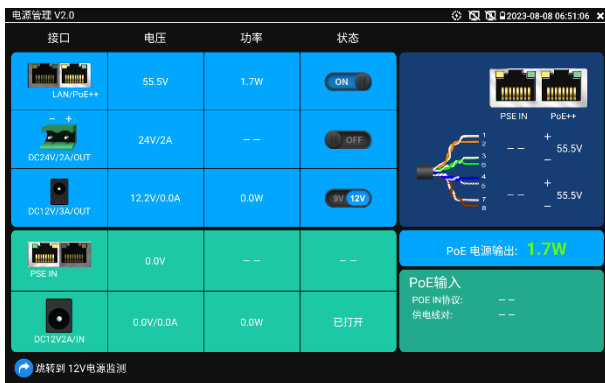 电源管理 V2.0
2023-08-08 06:51:06
接口 电压 功率 状态
LAN/PoE++ 55.5V 1.7W ON
− +
DC24V/2A/OUT 24V/2A −− OFF
DC12V/3A/OUT 12.2V/0.0A 0.0W 9V 12V
PSE IN 0.0V −− −−
DC12V2A/IN 0.0V/0.0A 0.0W 已打开
PSE IN PoE++
1
2 −− + 55.5V −
3
6
4
5 −− + 55.5V −
7
8
PoE 电源输出: 1.7W
PoE输入
POE IN协议: −−
供电线对: −−
跳转到 12V电源监测